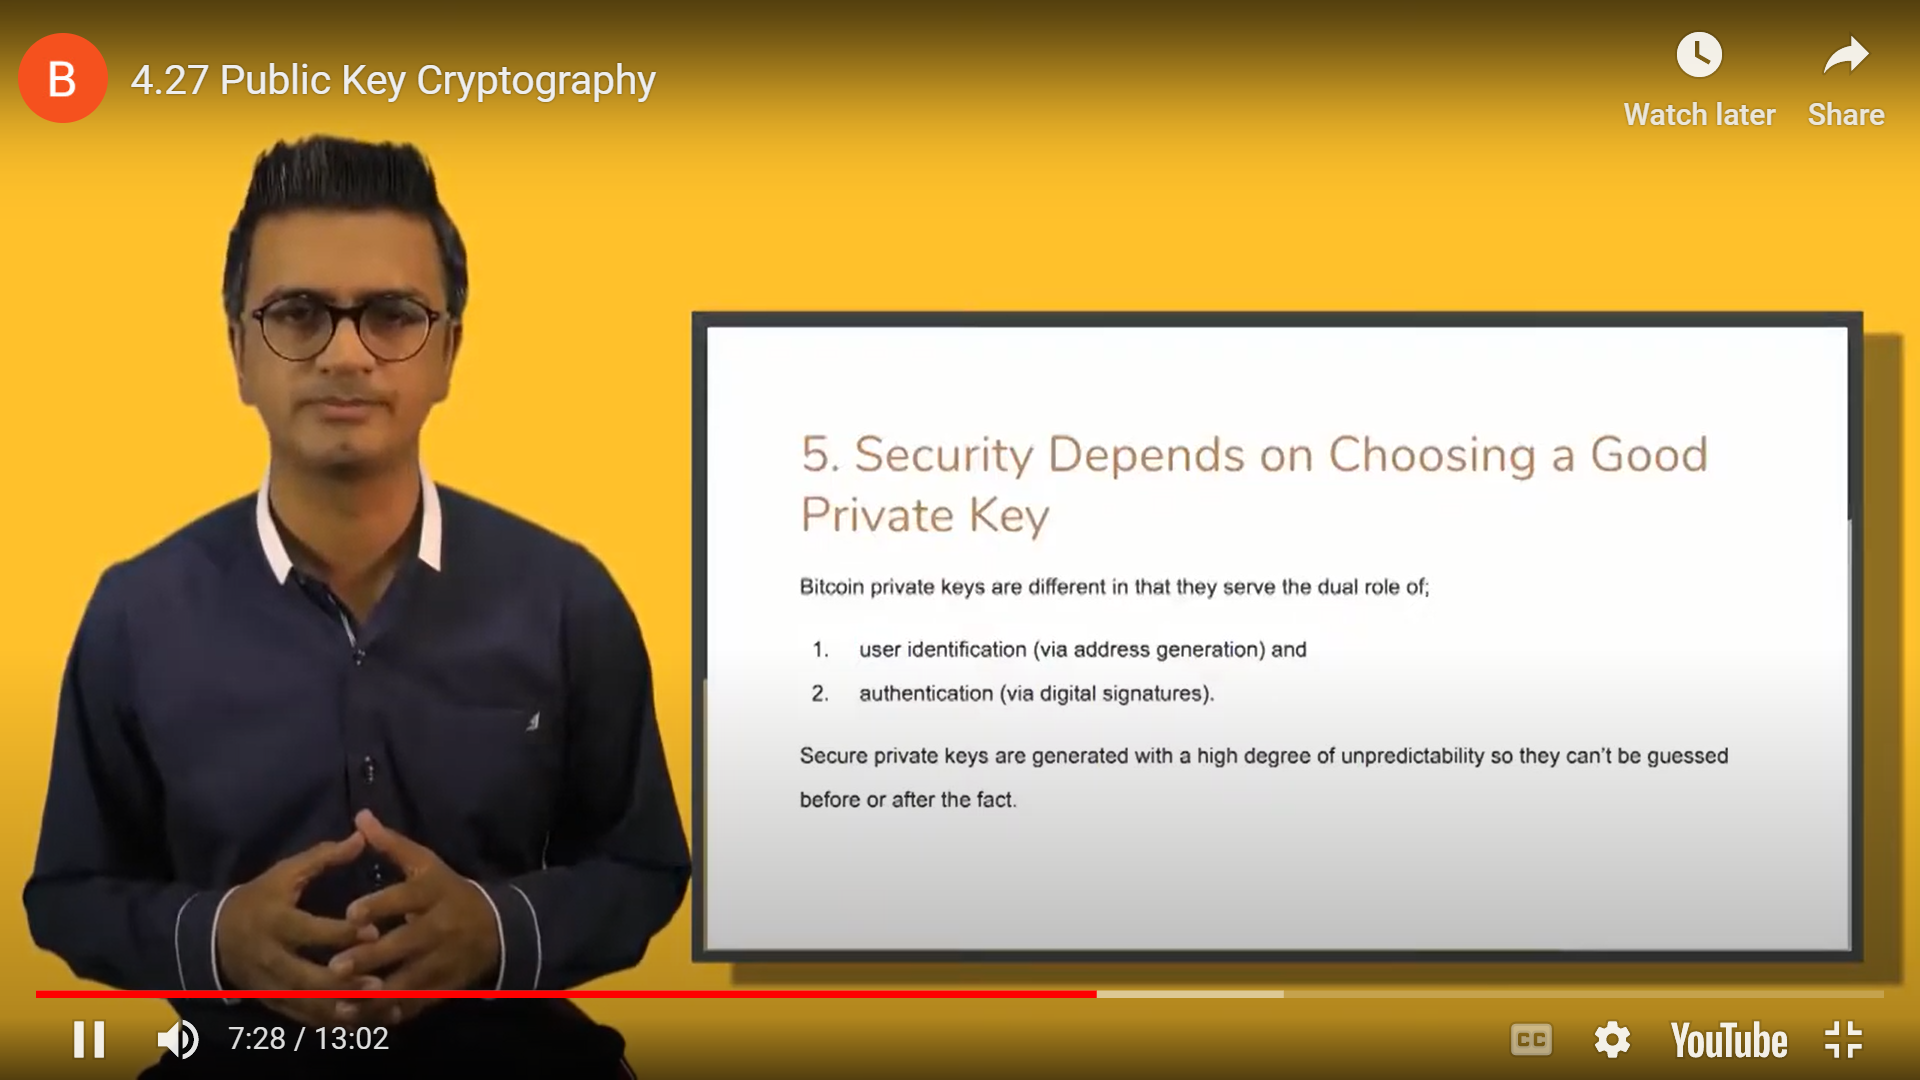 B
4.27 Public Key Cryptography
Watch later
Share
5. Security Depends on Choosing a Good
Private Key
Bitcoin private keys are different in that they serve the dual role of;
1. user identification (via address generation) and
2. authentication (via digital signatures).
Secure private keys are generated with a high degree of unpredictability so they can't be guessed
before or after the fact.
7:28 / 13:02
CC
YouTube